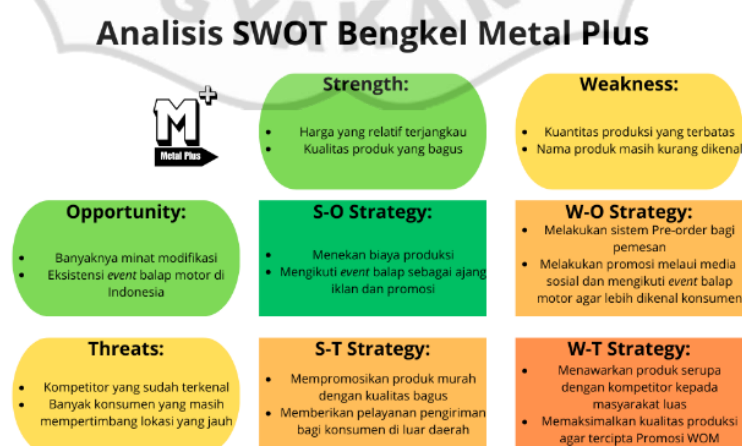 GYAKAR
Analisis SWOT Bengkel Metal Plus
M+
Metal Plus
Strength:
• Harga yang relatif terjangkau
• Kualitas produk yang bagus
Weakness:
• Kuantitas produksi yang terbatas
• Nama produk masih kurang dikenal
Opportunity:
• Banyaknya minat modifikasi
• Eksistensi event balap motor di
Indonesia
S-O Strategy:
• Menekan biaya produksi
• Mengikuti event balap sebagai ajang
iklan dan promosi
W-O Strategy:
• Melakukan sistem Pre-order bagi
pemesan
• Melakukan promosi melaui media
sosial dan mengikuti event balap
motor agar lebih dikenal konsumen
Threats:
• Kompetitor yang sudah terkenal
• Banyak konsumen yang masih
mempertimbang lokasi yang jauh
S-T Strategy:
• Mempromosikan produk murah
dengan kualitas bagus
• Memberikan pelayanan pengiriman
bagi konsumen di luar daerah
W-T Strategy:
• Menawarkan produk serupa
dengan kompetitor kepada
masyarakat luas
• Memaksimalkan kualitas produksi
agar tercipta Promosi WOM